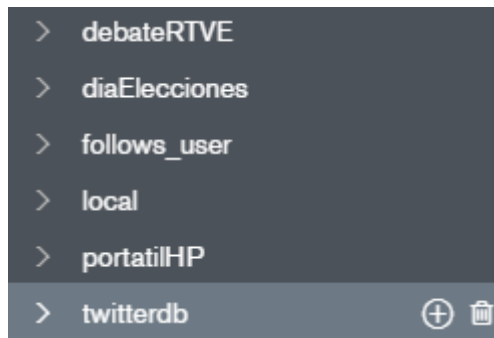 debateRTVE
diaElecciones
follows_user
local
portatilHP
twitterdb